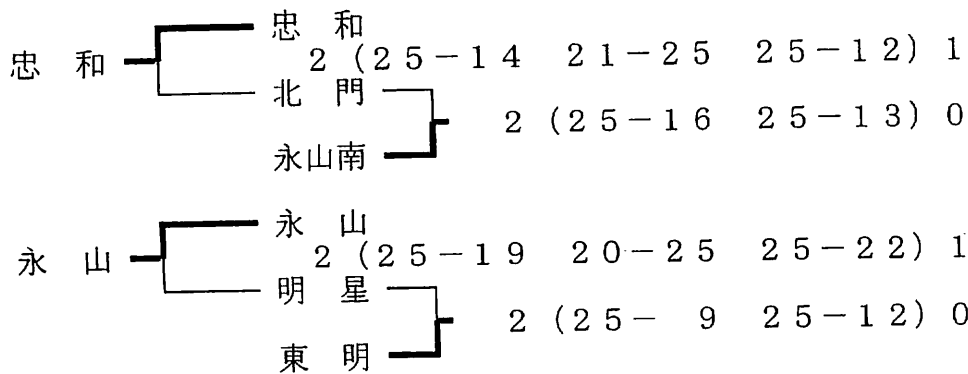 忠和
忠和 2 (25-14 21-25 25-12) 1
北門
2 (25-16 25-13) 0
永山南
永山
永山 2 (25-19 20-25 25-22) 1
明星
2 (25- 9 25-12) 0
東明